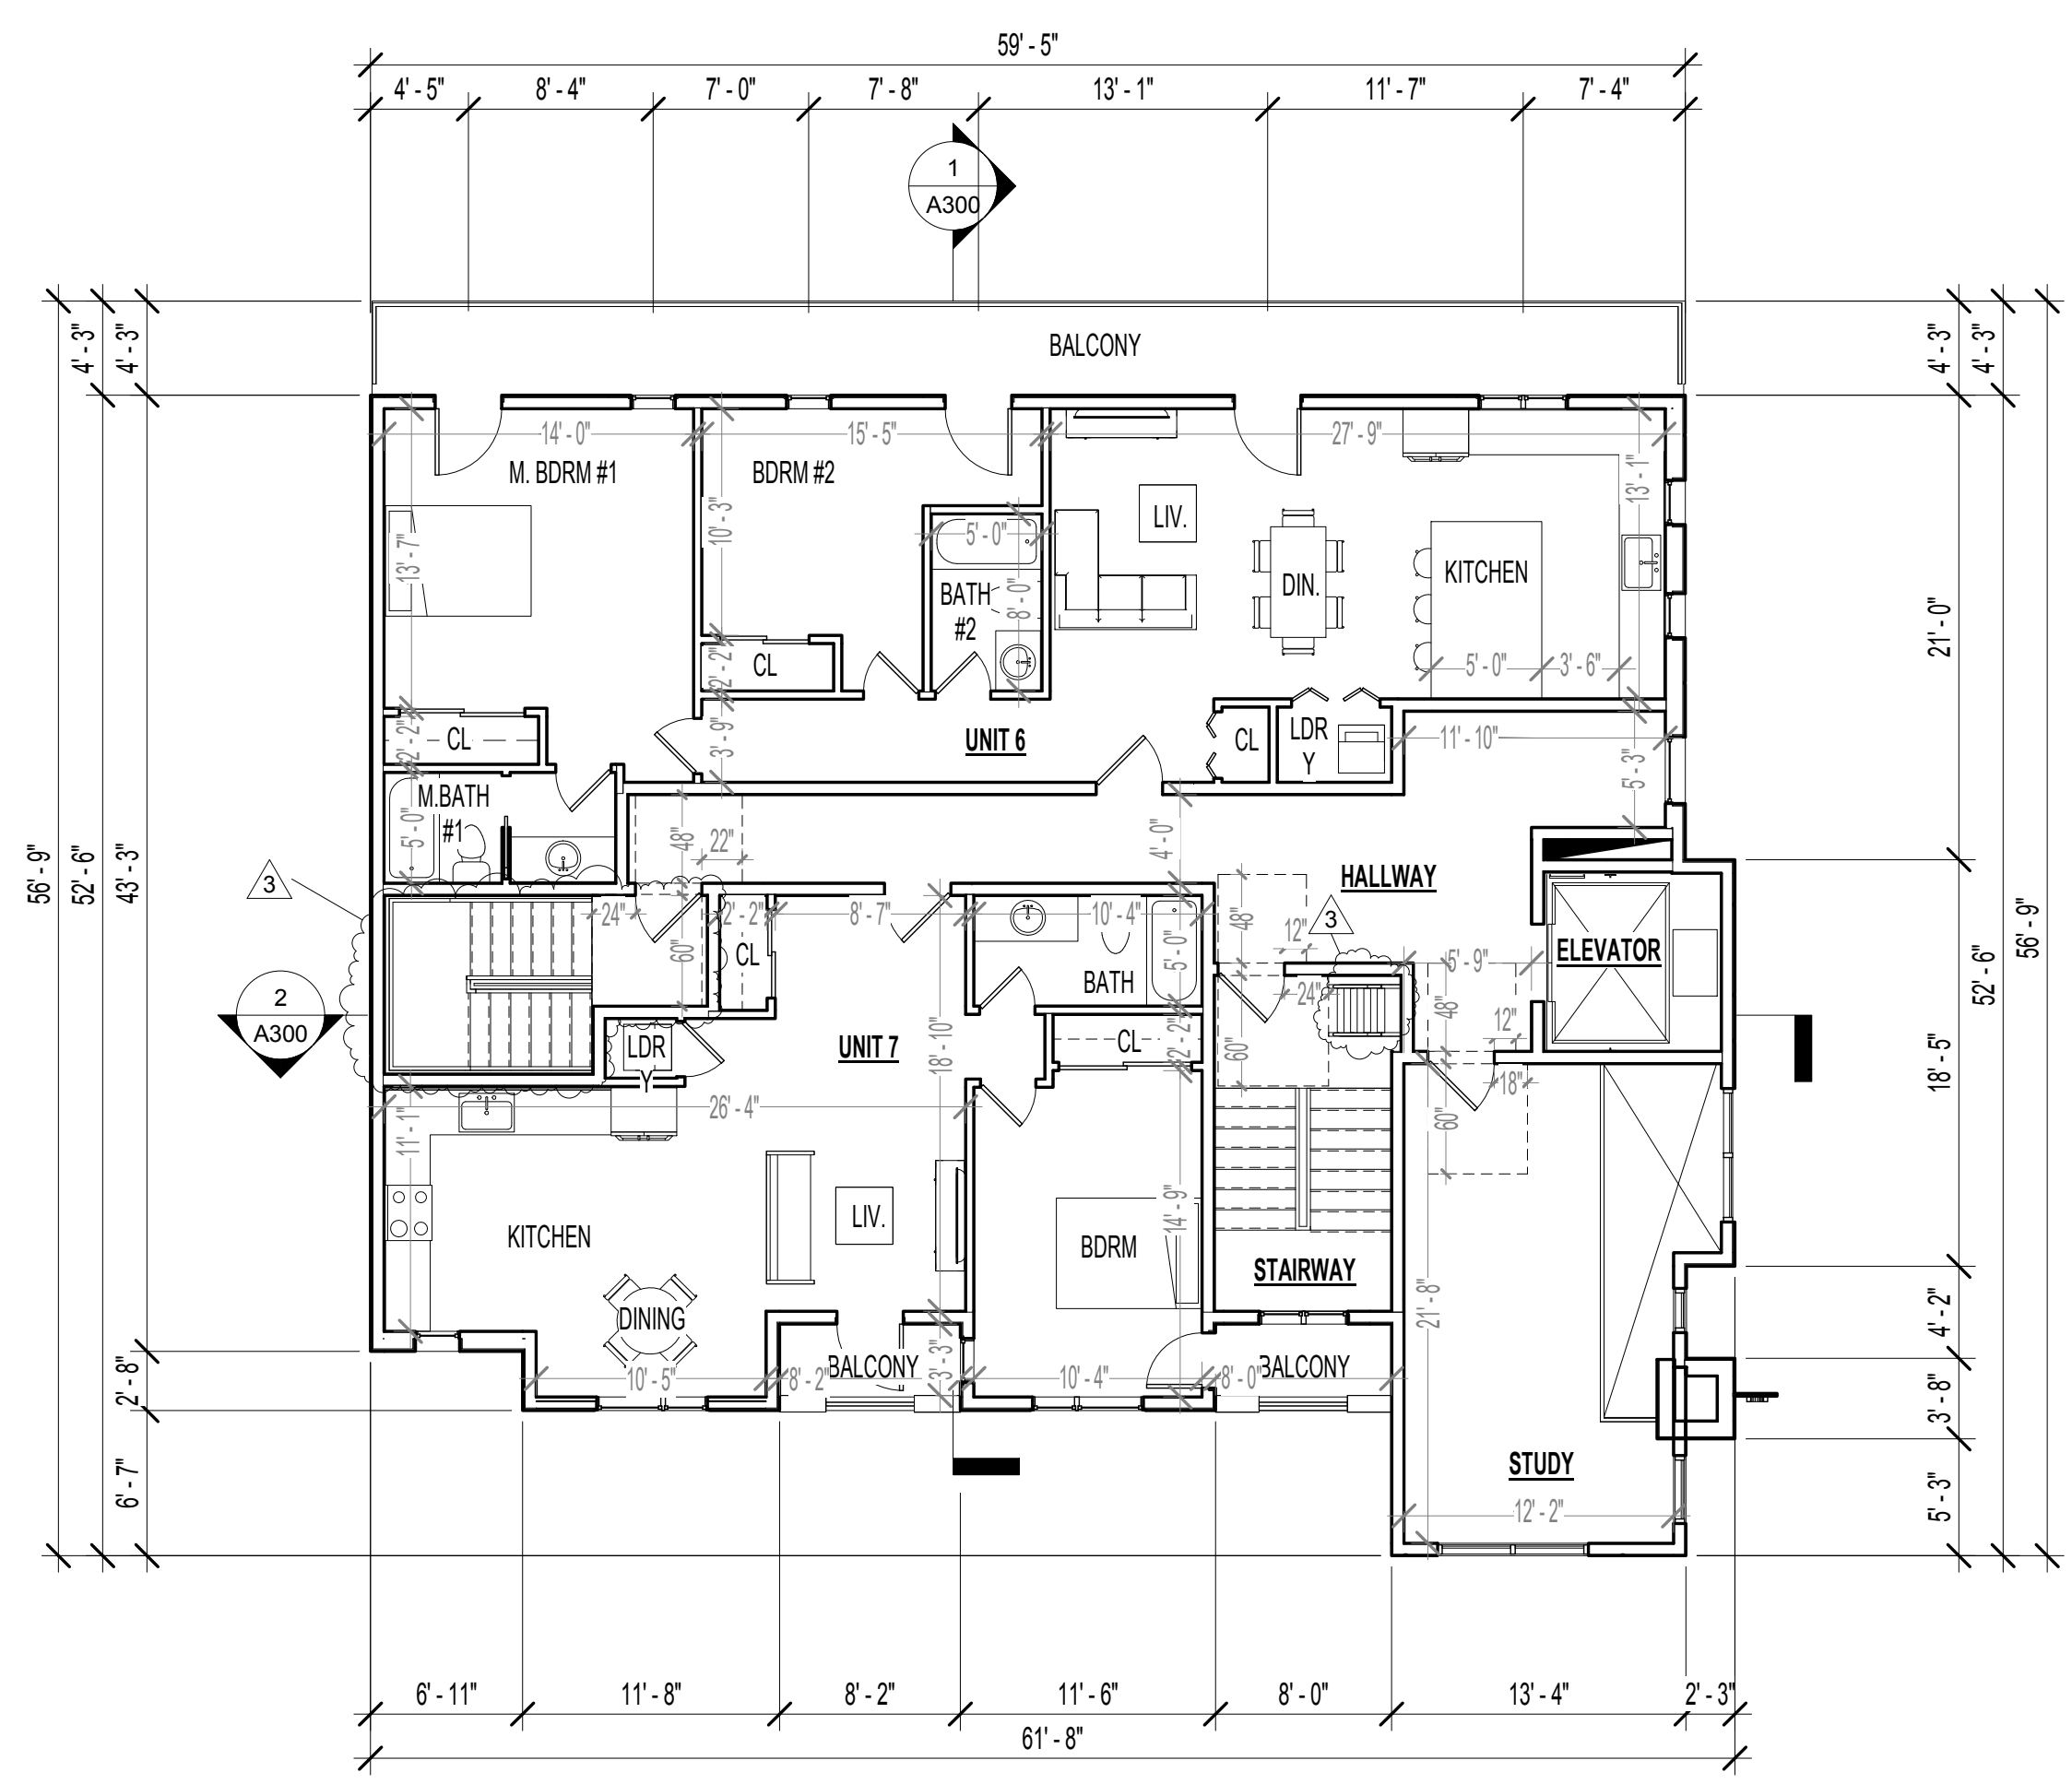 59' - 5"
4' - 5" 8' - 4" 7' - 0" 7' - 8" 13' - 1" 11' - 7" 7' - 4"
1
A300
4' - 3" 4' - 3"
BALCONY
4' - 3" 4' - 3"
14' - 0" 15' - 5" 27' - 9"
M. BDRM #1 BDRM #2
13' - 1"
10' - 3"
LIV.
5' - 0"
13' - 7"
DIN.
KITCHEN
BATH
#2
8' - 0"
21' - 0"
CL
2' - 2"
5' - 0" 3' - 6"
CL
2' - 2"
3' - 9"
UNIT 6
CL
LDR
Y
11' - 10"
5' - 3"
M.BATH
#1
5' - 0"
48"
22"
4' - 0"
56' - 9"
52' - 6"
43' - 3"
3
HALLWAY
24"
2' - 2"
8' - 7"
10' - 4"
48"
12"
3
60"
CL
5' - 0"
BATH
5' - 9"
ELEVATOR
52' - 6"
56' - 9"
2
A300
24"
48"
12"
LDR
Y
UNIT 7
18' - 10"
CL
2' - 2"
60"
18' - 5"
18"
60"
26' - 4"
11' - 1"
KITCHEN
LIV.
14' - 9"
BDRM
STAIRWAY
21' - 8"
DINING
4' - 2"
BALCONY
3' - 3"
BALCONY
2' - 8"
10' - 5" 8' - 2" 10' - 4" 8' - 0"
3' - 8"
6' - 7"
STUDY
12' - 2"
5' - 3"
6' - 11" 11' - 8" 8' - 2" 11' - 6" 8' - 0" 13' - 4" 2' - 3"
61' - 8"